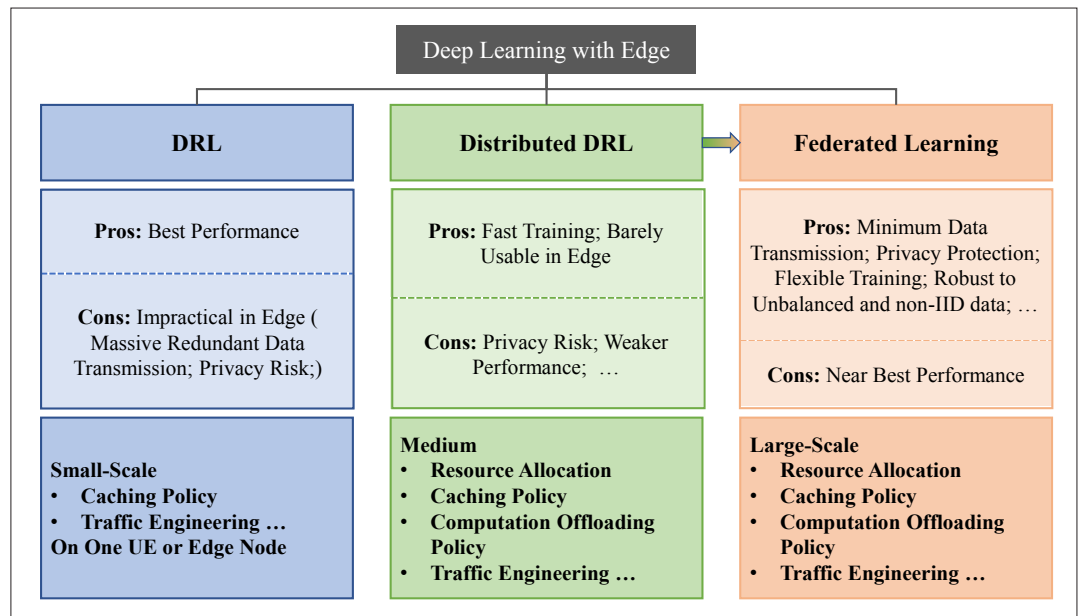 Deep Learning with Edge
DRL
Pros: Best Performance
Cons: Impractical in Edge (
Massive Redundant Data
Transmission; Privacy Risk;)
Small-Scale
• Caching Policy
• Traffic Engineering …
On One UE or Edge Node
Distributed DRL
Pros: Fast Training; Barely
Usable in Edge
Cons: Privacy Risk; Weaker
Performance; …
Medium
• Resource Allocation
• Caching Policy
• Computation Offloading
Policy
• Traffic Engineering …
Federated Learning
Pros: Minimum Data
Transmission; Privacy Protection;
Flexible Training; Robust to
Unbalanced and non-IID data; …
Cons: Near Best Performance
Large-Scale
• Resource Allocation
• Caching Policy
• Computation Offloading
Policy
• Traffic Engineering …